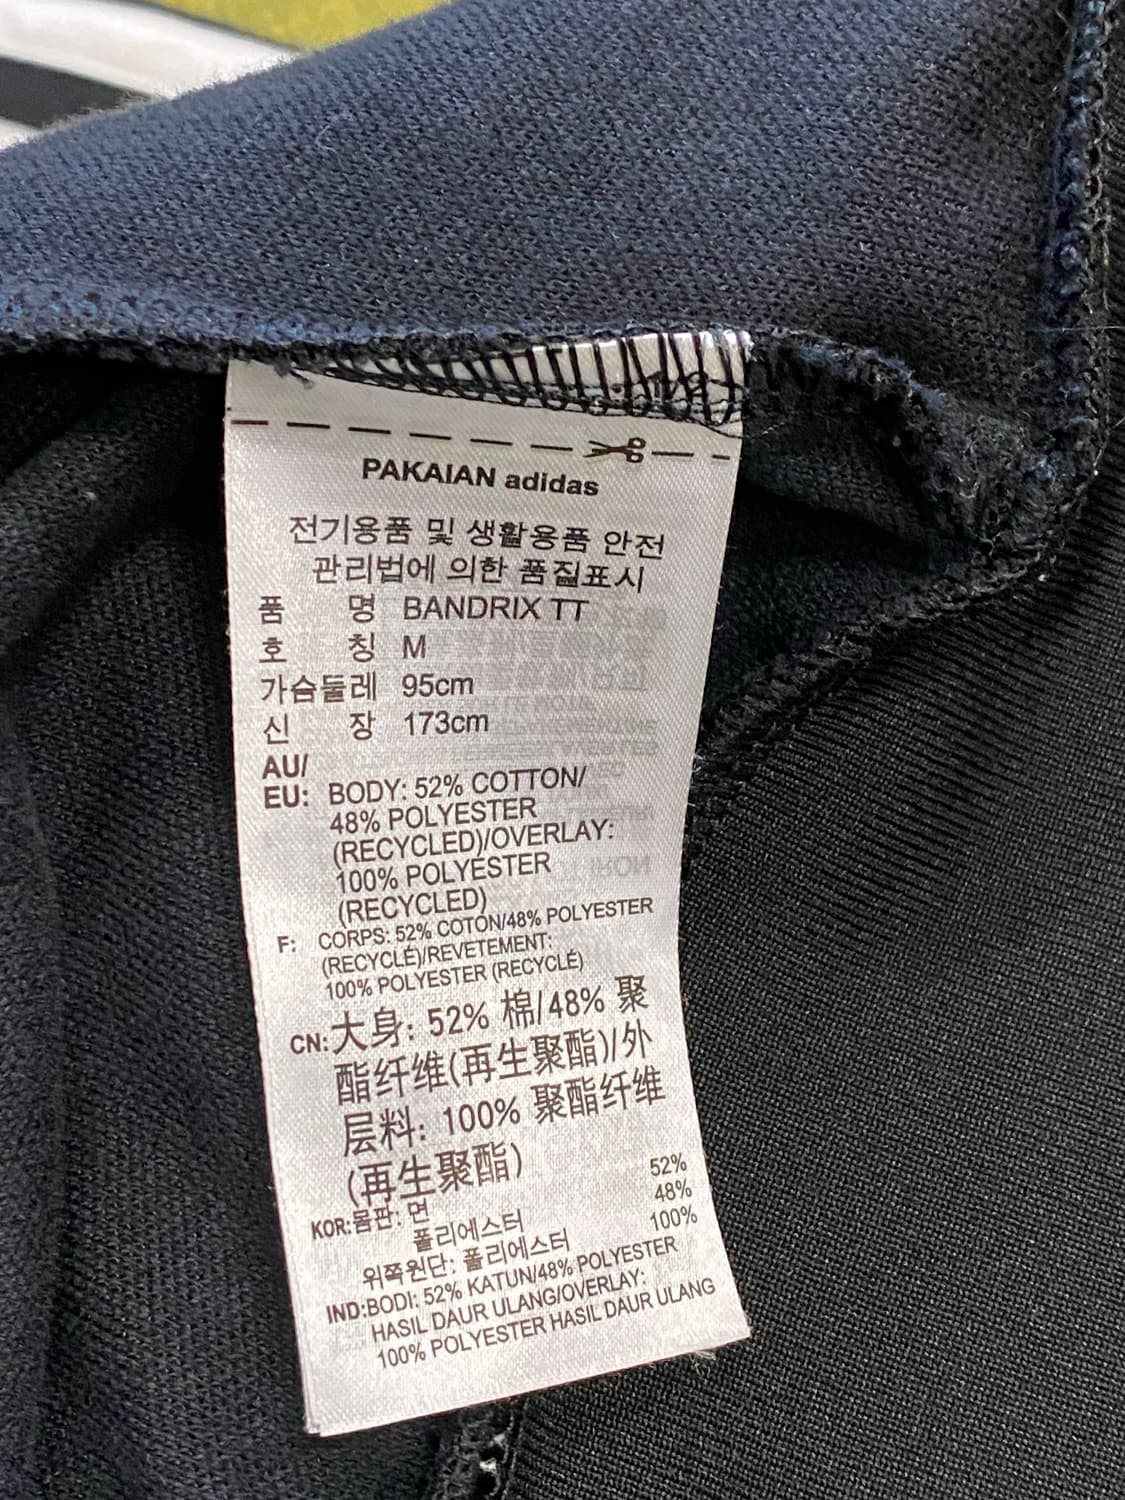 PAKAIAN adidas
전기용품 및 생활용품 안전
관리법에 의한 품질표시
품 명 BANDRIX TT
호 칭 M
가슴둘레 95cm
신 장 173cm
AU/
EU: BODY: 52% COTTON/
48% POLYESTER
(RECYCLED)/OVERLAY:
100% POLYESTER
(RECYCLED)
F: CORPS: 52% COTON/48% POLYESTER
(RECYCLÉ)/REVETEMENT:
100% POLYESTER (RECYCLÉ)
CN: 大身: 52% 棉/48% 聚
酯纤维(再生聚酯)/外
层料: 100% 聚酯纤维
(再生聚酯)
KOR: 몸판: 면 52%
폴리에스터 48%
위쪽원단: 폴리에스터 100%
IND: BODI: 52% KATUN/48% POLYESTER
HASIL DAUR ULANG/OVERLAY:
100% POLYESTER HASIL DAUR ULANG